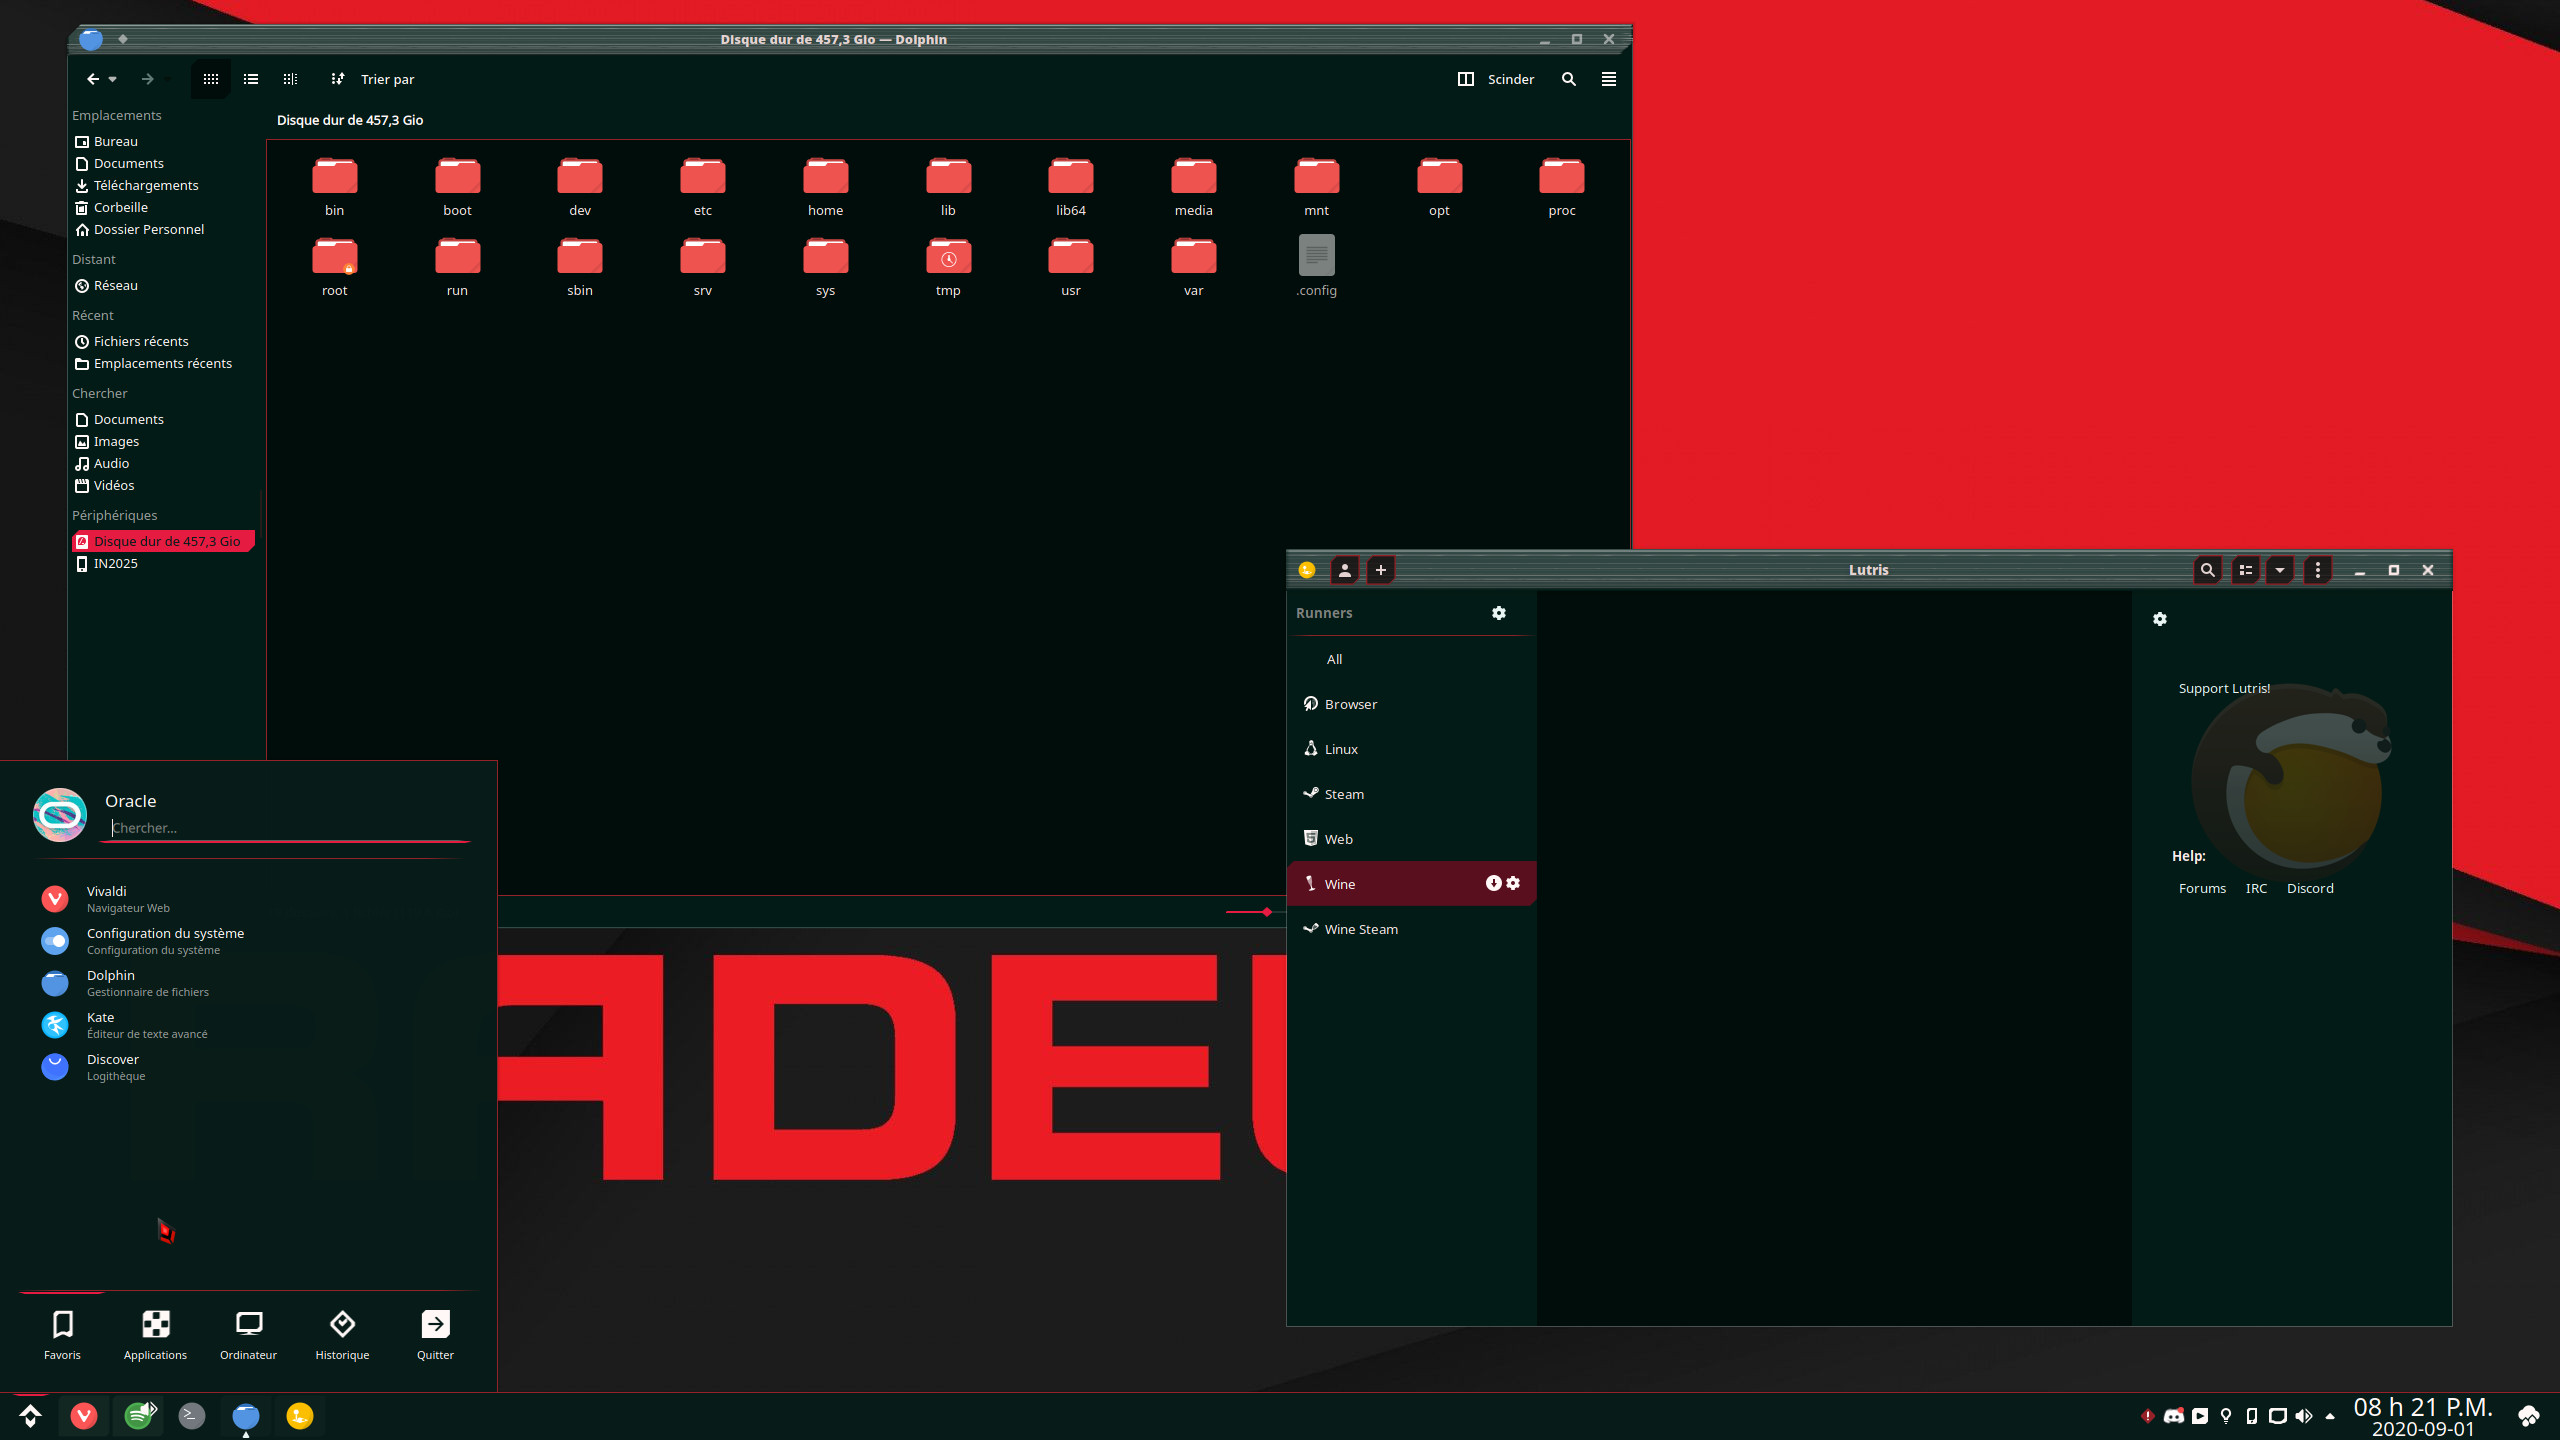 Disque dur de 457,3 Gio — Dolphin
Trier par
Scinder
Emplacements
Bureau
Documents
Téléchargements
Corbeille
Dossier Personnel
Distant
Réseau
Récent
Fichiers récents
Emplacements récents
Chercher
Documents
Images
Audio
Vidéos
Périphériques
Disque dur de 457,3 Gio
IN2025
Disque dur de 457,3 Gio
bin boot dev etc home lib lib64 media mnt opt proc
root run sbin srv sys tmp usr var .config
Lutris
Runners
All
Browser
Linux
Steam
Web
Wine
Wine Steam
Support Lutris!
Help:
Forums IRC Discord
Oracle
Chercher...
Vivaldi
Navigateur Web
Configuration du système
Configuration du système
Dolphin
Gestionnaire de fichiers
Kate
Éditeur de texte avancé
Discover
Logithèque
Favoris Applications Ordinateur Historique Quitter
ADE
08 h 21 P.M.
2020-09-01